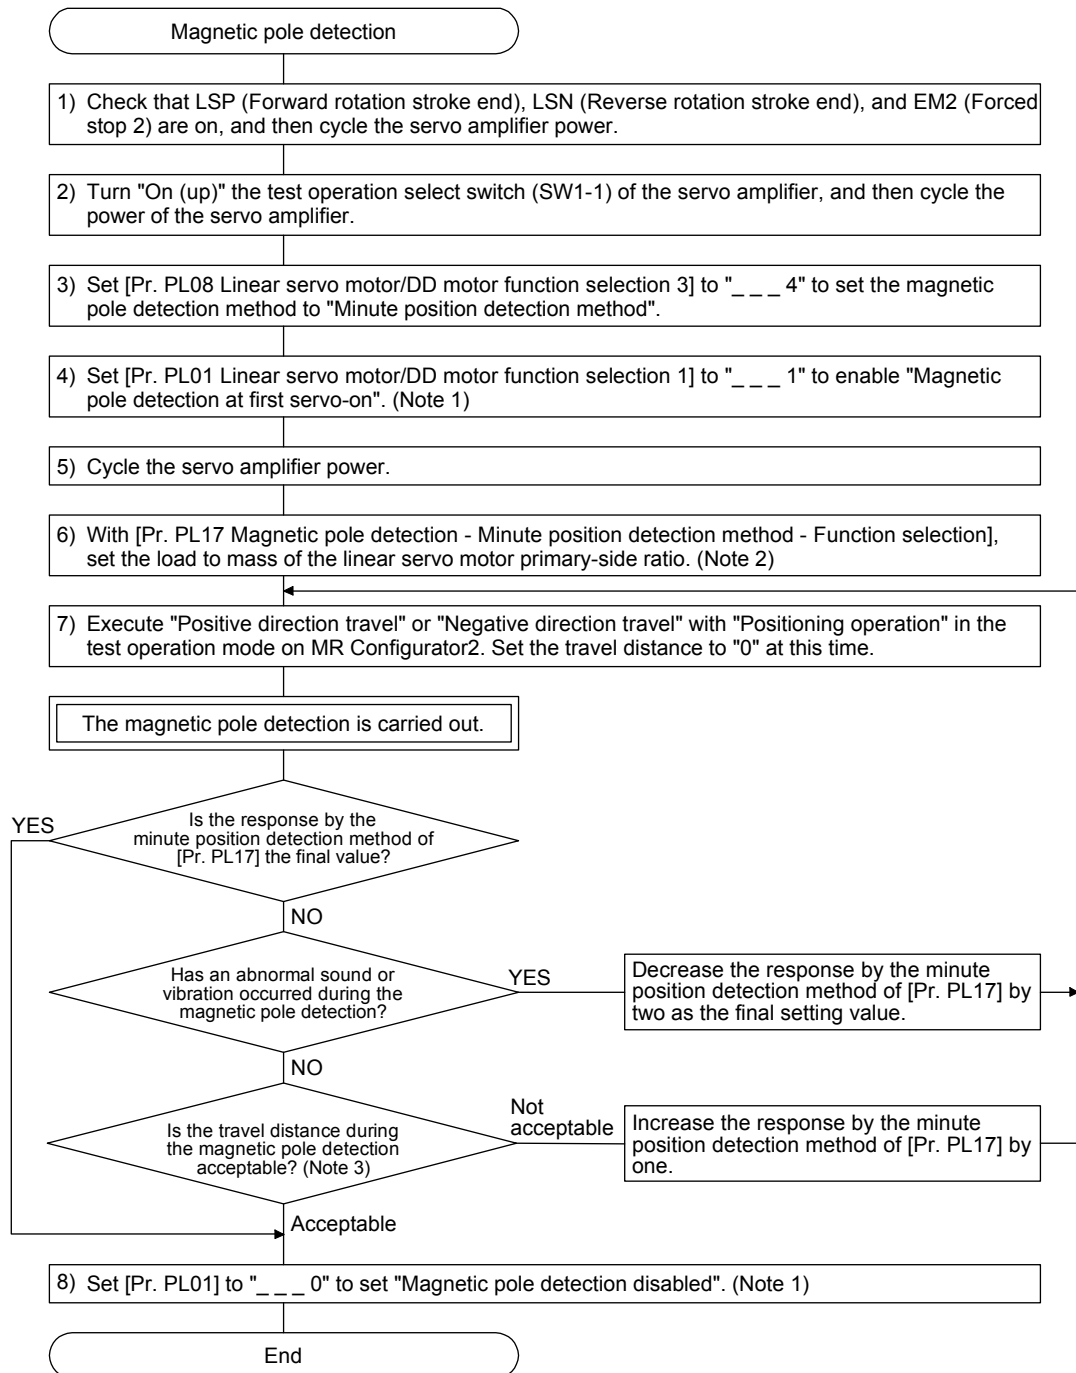 Magnetic pole detection
1) Check that LSP (Forward rotation stroke end), LSN (Reverse rotation stroke end), and EM2 (Forced
stop 2) are on, and then cycle the servo amplifier power.
2) Turn "On (up)" the test operation select switch (SW1-1) of the servo amplifier, and then cycle the
power of the servo amplifier.
3) Set [Pr. PL08 Linear servo motor/DD motor function selection 3] to "_ _ _ 4" to set the magnetic
pole detection method to "Minute position detection method".
4) Set [Pr. PL01 Linear servo motor/DD motor function selection 1] to "_ _ _ 1" to enable "Magnetic
pole detection at first servo-on". (Note 1)
5) Cycle the servo amplifier power.
6) With [Pr. PL17 Magnetic pole detection - Minute position detection method - Function selection],
set the load to mass of the linear servo motor primary-side ratio. (Note 2)
7) Execute "Positive direction travel" or "Negative direction travel" with "Positioning operation" in the
test operation mode on MR Configurator2. Set the travel distance to "0" at this time.
The magnetic pole detection is carried out.
YES
Is the response by the
minute position detection method of
[Pr. PL17] the final value?
NO
Has an abnormal sound or
vibration occurred during the
magnetic pole detection?
YES
Decrease the response by the minute
position detection method of [Pr. PL17] by
two as the final setting value.
NO
Is the travel distance during
the magnetic pole detection
acceptable? (Note 3)
Not
acceptable
Increase the response by the minute
position detection method of [Pr. PL17] by
one.
Acceptable
8) Set [Pr. PL01] to "_ _ _ 0" to set "Magnetic pole detection disabled". (Note 1)
End